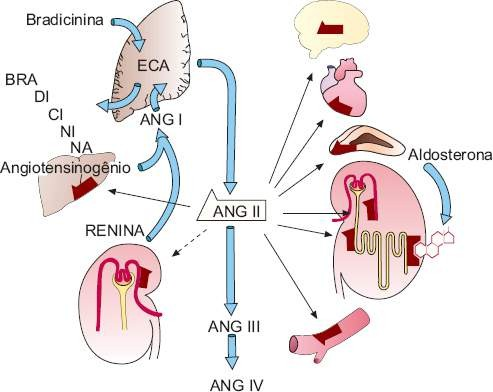 Bradicinina
ECA
BRA
DI
CI
NI
NA
ANG I
Angiotensinogênio
Aldosterona
ANG II
RENINA
ANG III
ANG IV